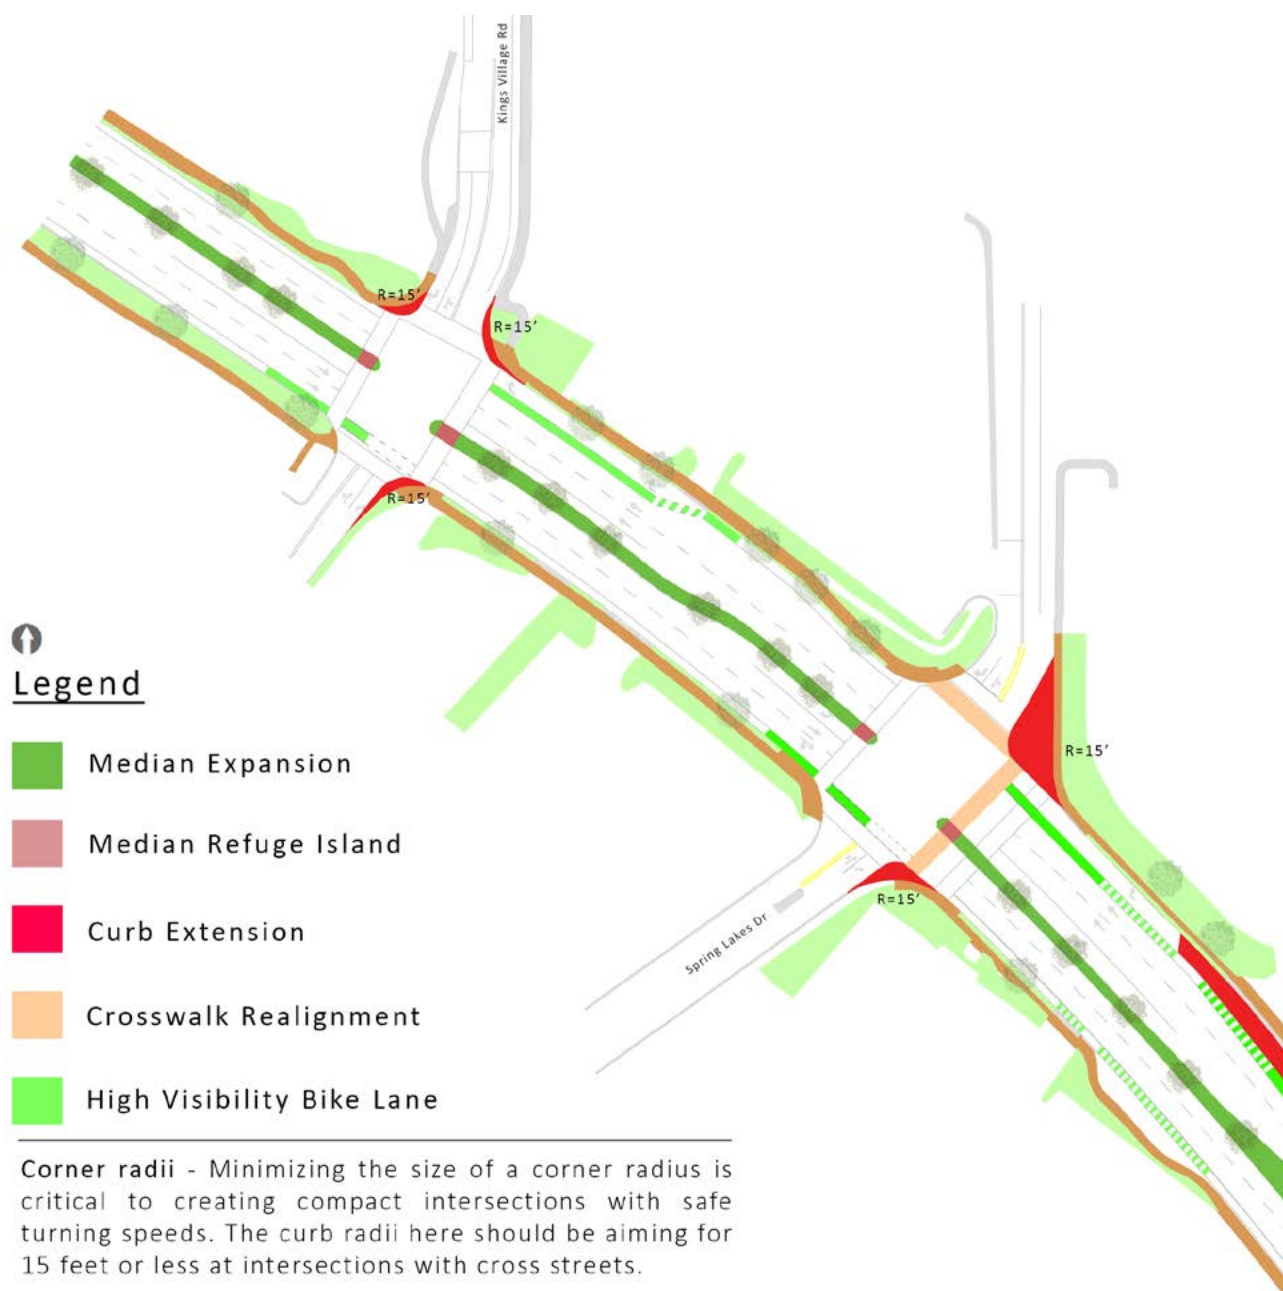 Kings Village Rd
R=15'
R=15'
R=15'
R=15'
R=15'
Spring Lakes Dr
Legend
Median Expansion
Median Refuge Island
Curb Extension
Crosswalk Realignment
High Visibility Bike Lane
Corner radii - Minimizing the size of a corner radius is
critical to creating compact intersections with safe
turning speeds. The curb radii here should be aiming for
15 feet or less at intersections with cross streets.